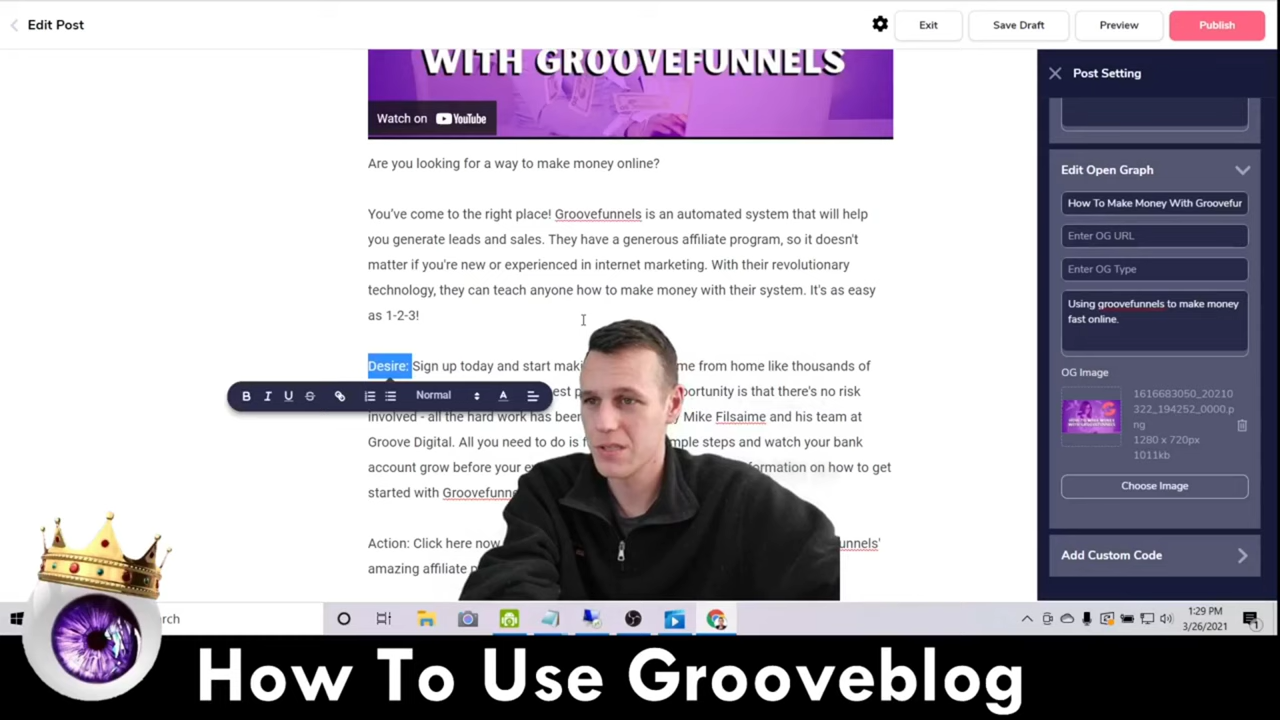 Edit Post
Exit
Save Draft
Preview
Publish
WITH GROOVEFUNNELS
Watch on YouTube
Are you looking for a way to make money online?
You've come to the right place! Groovefunnels is an automated system that will help
you generate leads and sales. They have a generous affiliate program, so it doesn't
matter if you're new or experienced in internet marketing. With their revolutionary
technology, they can teach anyone how to make money with their system. It's as easy
as 1-2-3!
Desire: Sign up today and start me from home like thousands of
B I U S Normal A
opportunity is that there's no risk
involved - all the hard work has been Mike Filsaime and his team at
Groove Digital. All you need to do is steps and watch your bank
account grow before your on how to get
started with
Action: Click here now
amazing affiliate
Post Setting
Edit Open Graph
How To Make Money With Groovefur
Enter OG URL
Enter OG Type
Using groovefunnels to make money
fast online.
OG Image
1616683050_20210
322_194252_0000.p
ng
1280 x 720px
1011kb
Choose Image
Add Custom Code
1:29 PM
3/26/2021
How To Use Grooveblog